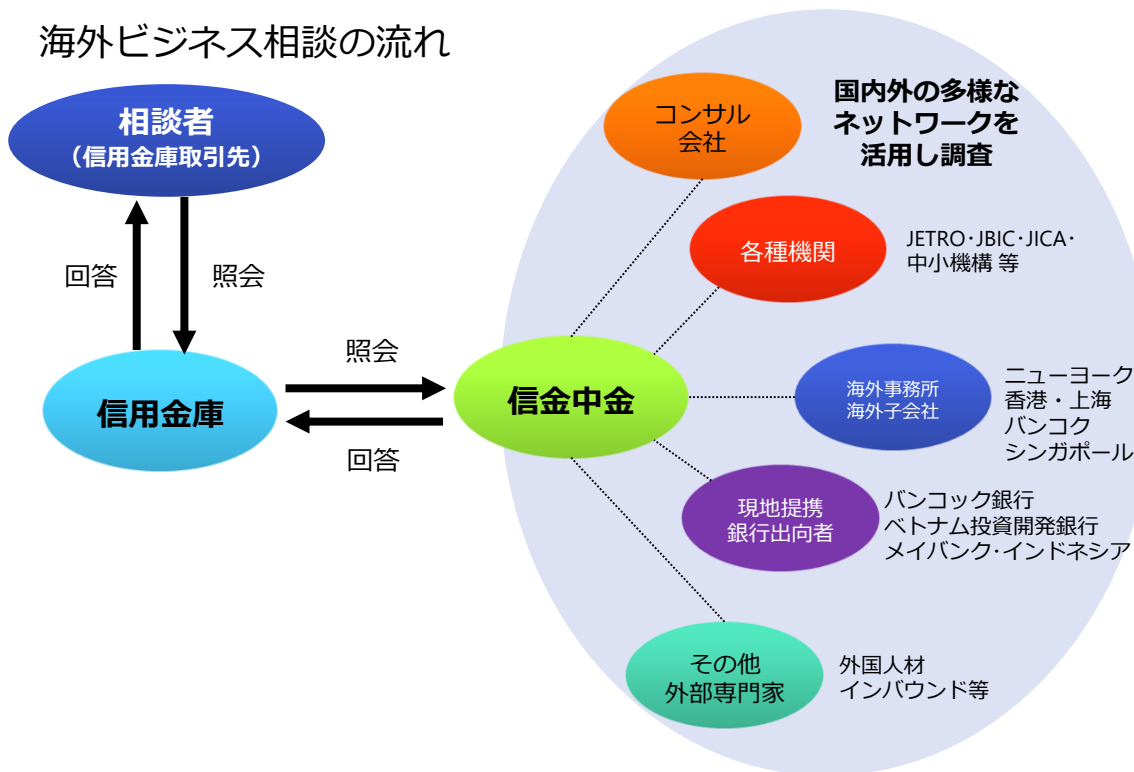 海外ビジネス相談の流れ
相談者
（信用金庫取引先）
回答
照会
信用金庫
照会
回答
信金中金
国内外の多様な
ネットワークを
活用し調査
コンサル
会社
各種機関
JETRO･JBIC･JICA･
中小機構 等
海外事務所
海外子会社
ニューヨーク
香港・上海
バンコク
シンガポール
現地提携
銀行出向者
バンコック銀行
ベトナム投資開発銀行
メイバンク･インドネシア
その他
外部専門家
外国人材
インバウンド等